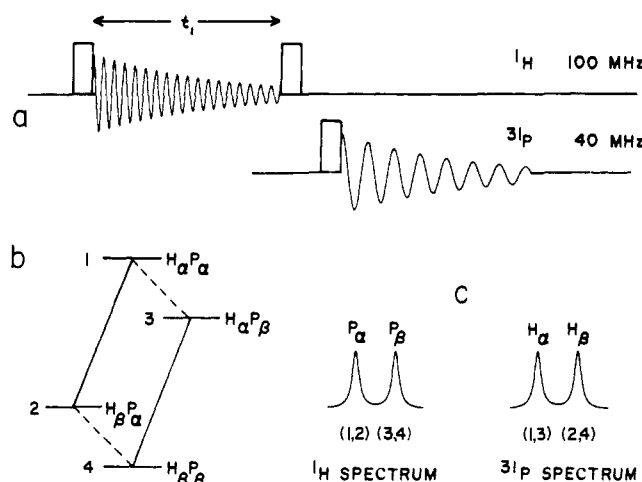 t₁
¹H 100 MHz
a
³¹P 40 MHz
b
1 HαPα
3 HαPβ
2 HβPα
4 HβPβ
c
Pα Pβ
(1,2) (3,4)
¹H SPECTRUM
Hα Hβ
(1,3) (2,4)
³¹P SPECTRUM